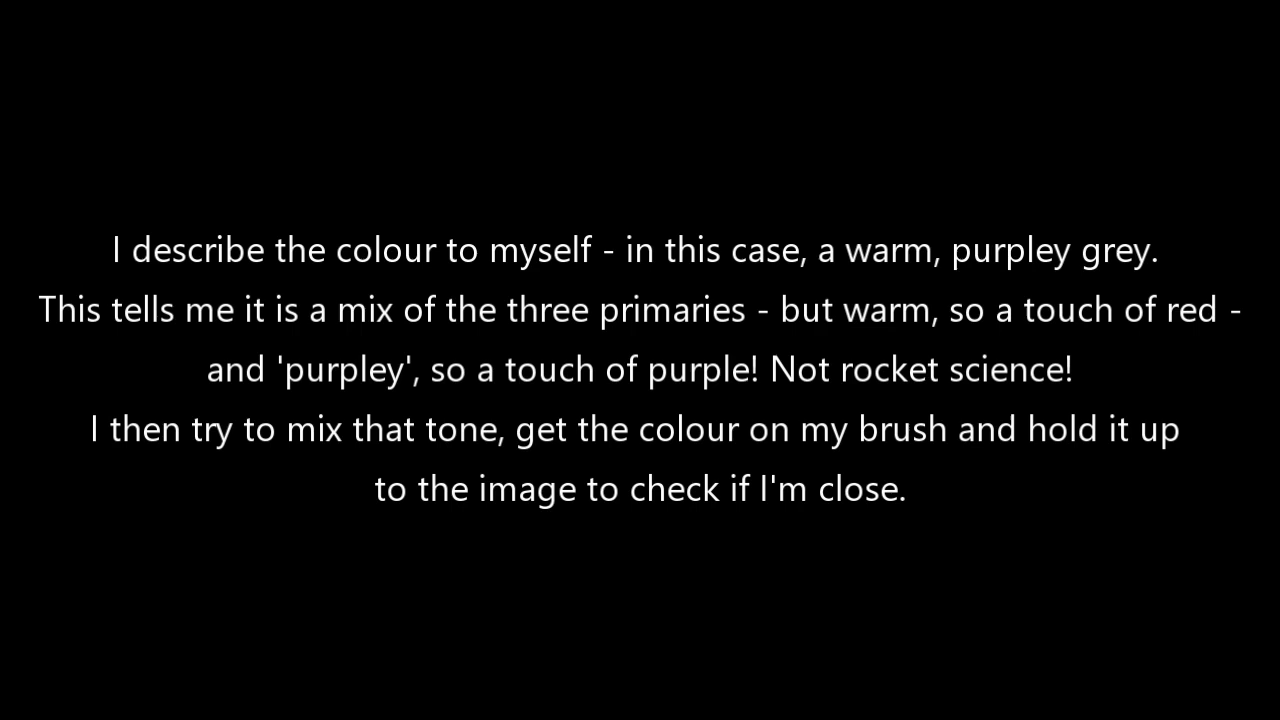 I describe the colour to myself - in this case, a warm, purpley grey.
This tells me it is a mix of the three primaries - but warm, so a touch of red -
and 'purpley', so a touch of purple! Not rocket science!
I then try to mix that tone, get the colour on my brush and hold it up
to the image to check if I'm close.